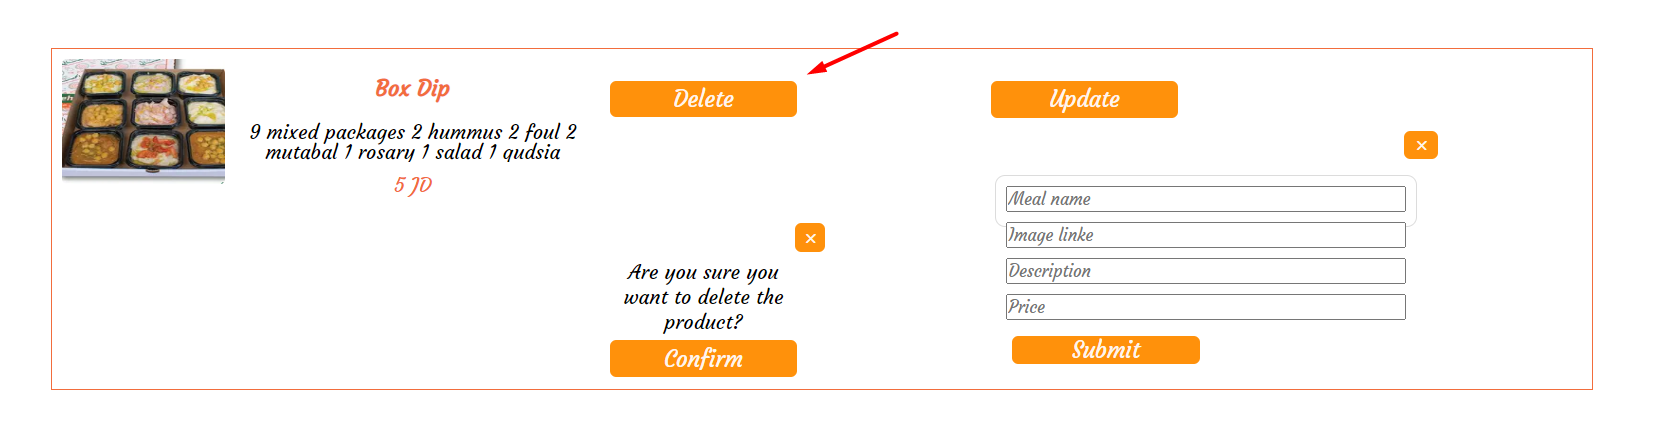 Box Dip
9 mixed packages 2 hummus 2 foul 2
mutabal 1 rosary 1 salad 1 qudsia
5 JD
Delete
×
Are you sure you
want to delete the
product?
Confirm
Update
×
Meal name
Image linke
Description
Price
Submit